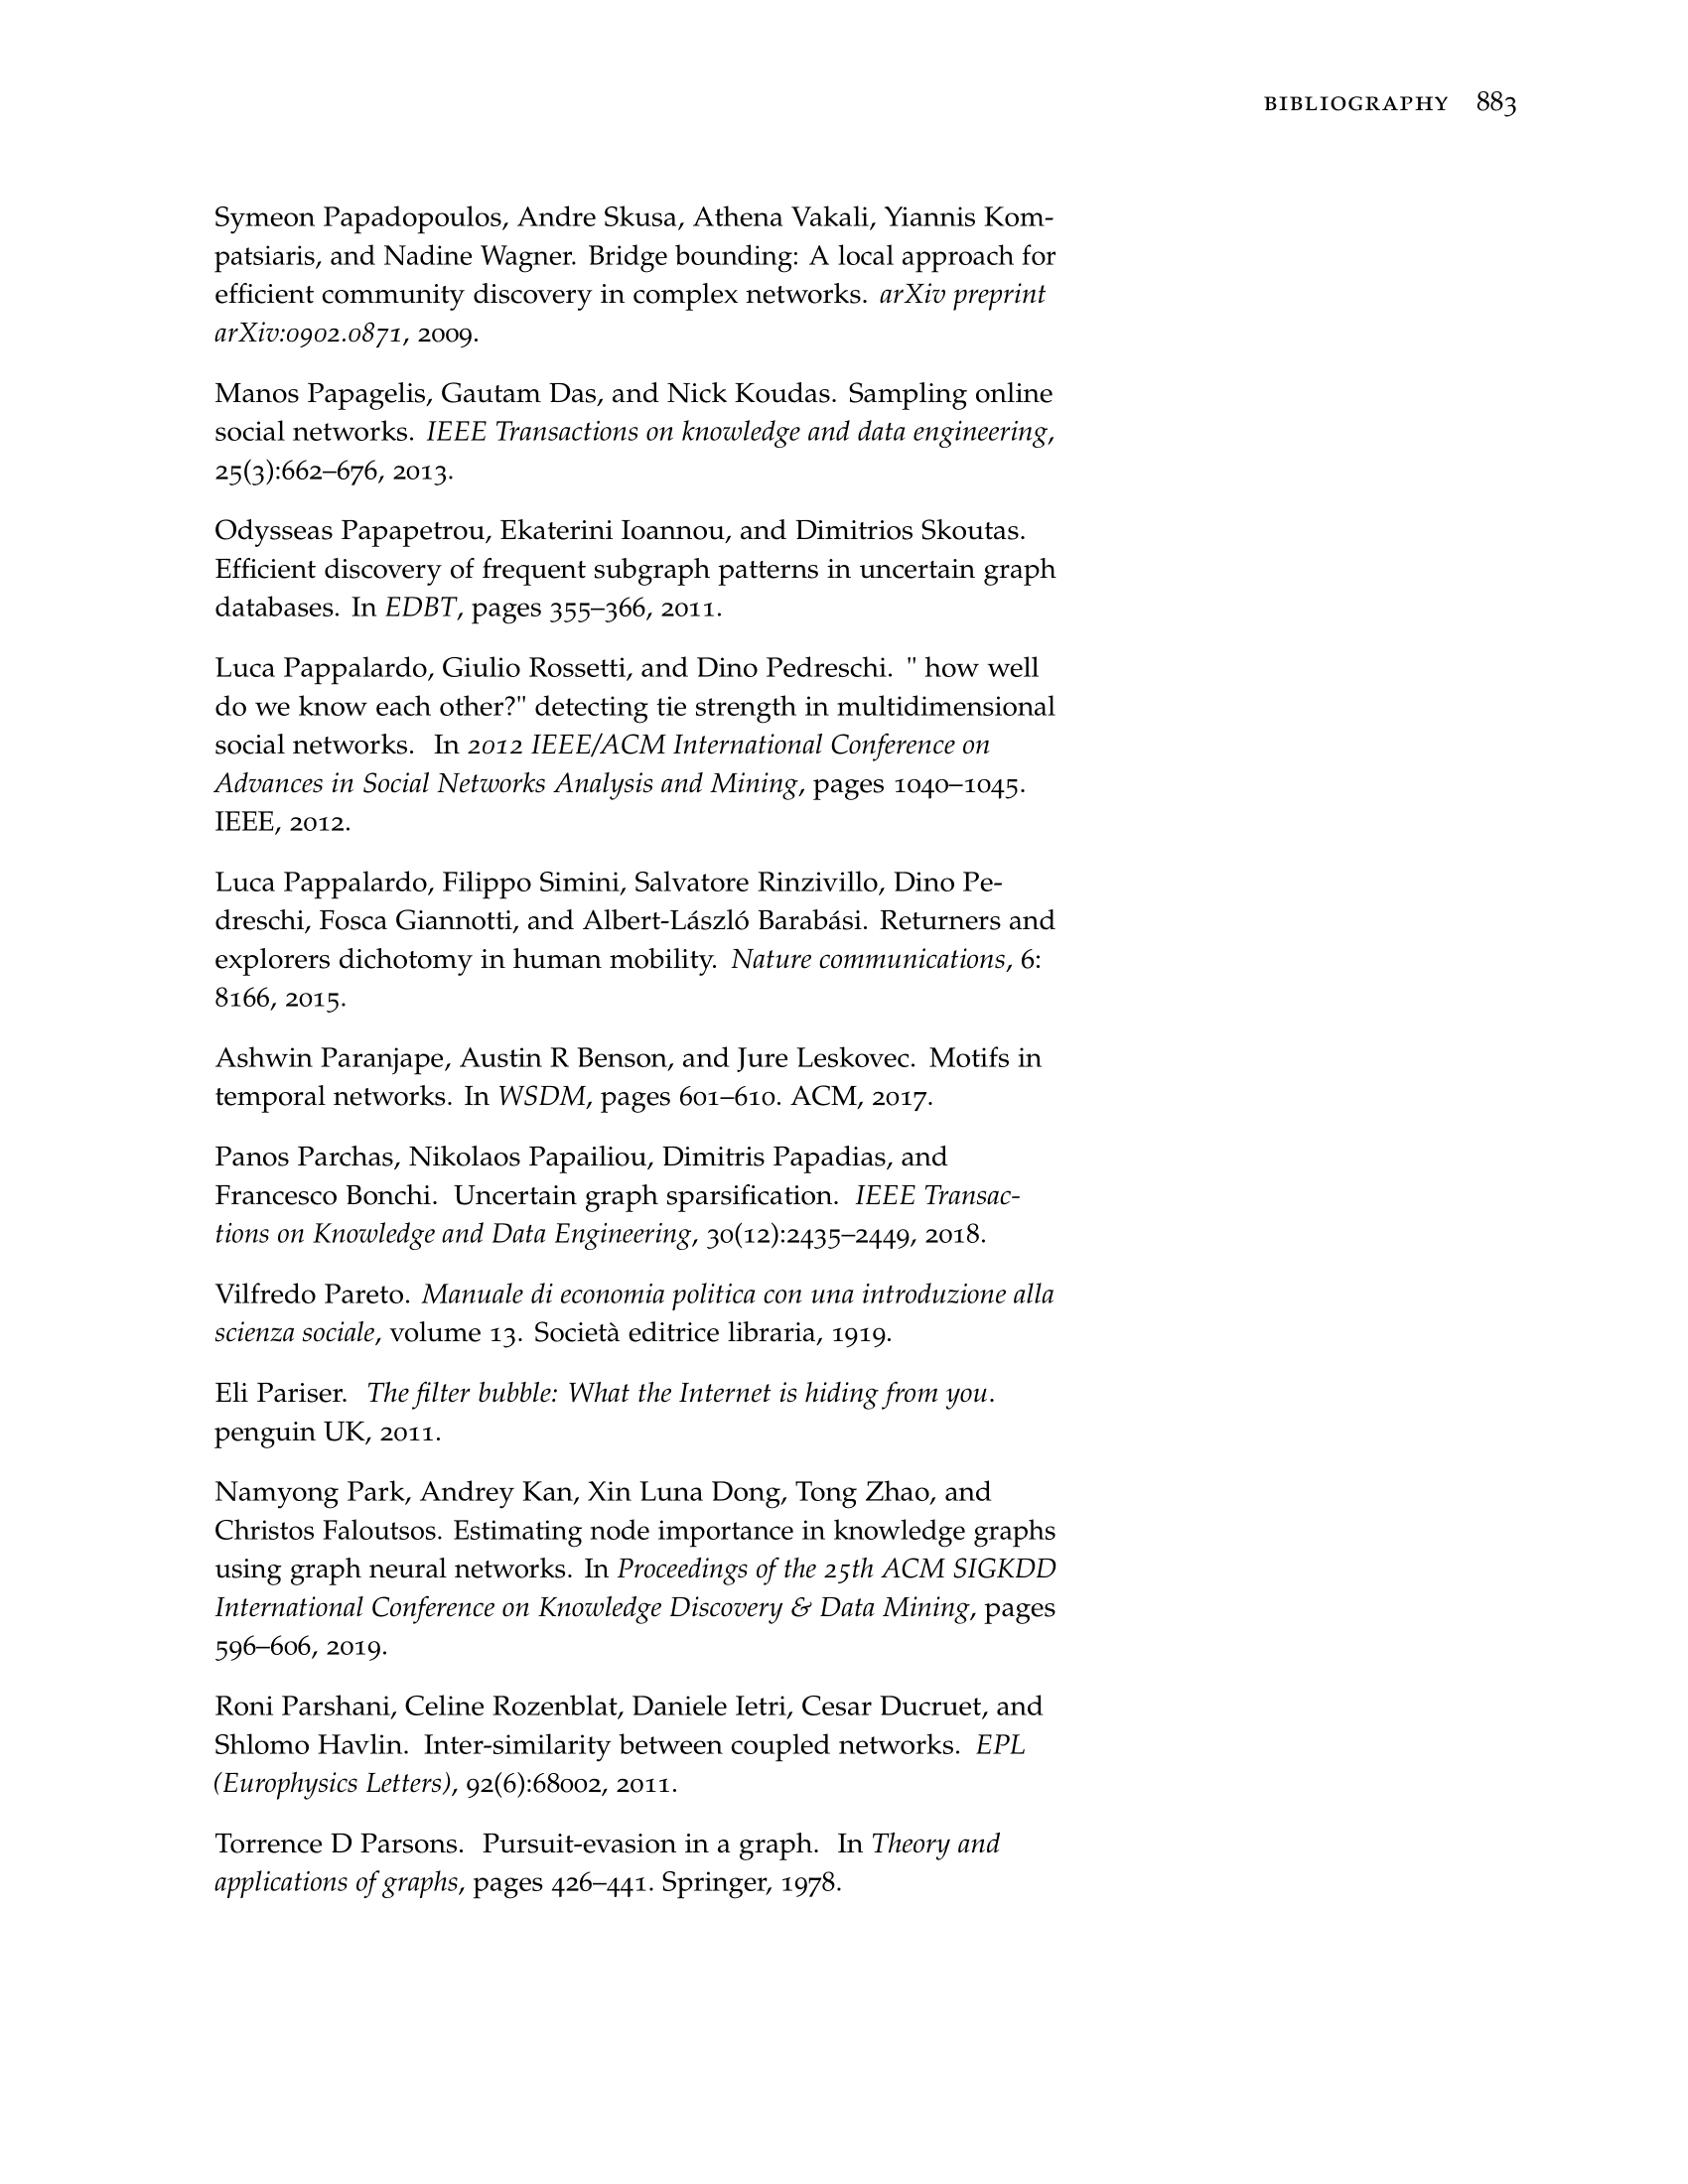 BIBLIOGRAPHY 883
Symeon Papadopoulos, Andre Skusa, Athena Vakali, Yiannis Kom-
patsiaris, and Nadine Wagner. Bridge bounding: A local approach for
efficient community discovery in complex networks. arXiv preprint
arXiv:0902.0871, 2009.
Manos Papagelis, Gautam Das, and Nick Koudas. Sampling online
social networks. IEEE Transactions on knowledge and data engineering,
25(3):662–676, 2013.
Odysseas Papapetrou, Ekaterini Ioannou, and Dimitrios Skoutas.
Efficient discovery of frequent subgraph patterns in uncertain graph
databases. In EDBT, pages 355–366, 2011.
Luca Pappalardo, Giulio Rossetti, and Dino Pedreschi. " how well
do we know each other?" detecting tie strength in multidimensional
social networks. In 2012 IEEE/ACM International Conference on
Advances in Social Networks Analysis and Mining, pages 1040–1045.
IEEE, 2012.
Luca Pappalardo, Filippo Simini, Salvatore Rinzivillo, Dino Pe-
dreschi, Fosca Giannotti, and Albert-László Barabási. Returners and
explorers dichotomy in human mobility. Nature communications, 6:
8166, 2015.
Ashwin Paranjape, Austin R Benson, and Jure Leskovec. Motifs in
temporal networks. In WSDM, pages 601–610. ACM, 2017.
Panos Parchas, Nikolaos Papailiou, Dimitris Papadias, and
Francesco Bonchi. Uncertain graph sparsification. IEEE Transac-
tions on Knowledge and Data Engineering, 30(12):2435–2449, 2018.
Vilfredo Pareto. Manuale di economia politica con una introduzione alla
scienza sociale, volume 13. Società editrice libraria, 1919.
Eli Pariser. The filter bubble: What the Internet is hiding from you.
penguin UK, 2011.
Namyong Park, Andrey Kan, Xin Luna Dong, Tong Zhao, and
Christos Faloutsos. Estimating node importance in knowledge graphs
using graph neural networks. In Proceedings of the 25th ACM SIGKDD
International Conference on Knowledge Discovery & Data Mining, pages
596–606, 2019.
Roni Parshani, Celine Rozenblat, Daniele Ietri, Cesar Ducruet, and
Shlomo Havlin. Inter-similarity between coupled networks. EPL
(Europhysics Letters), 92(6):68002, 2011.
Torrence D Parsons. Pursuit-evasion in a graph. In Theory and
applications of graphs, pages 426–441. Springer, 1978.